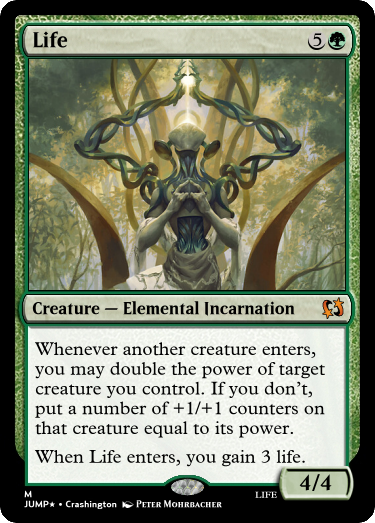 Life 5
Creature — Elemental Incarnation
Whenever another creature enters,
you may double the power of target
creature you control. If you don't,
put a number of +1/+1 counters on
that creature equal to its power.
When Life enters, you gain 3 life.
4/4
M LIFE
JUMP★ • Crashington Peter Mohrbacher